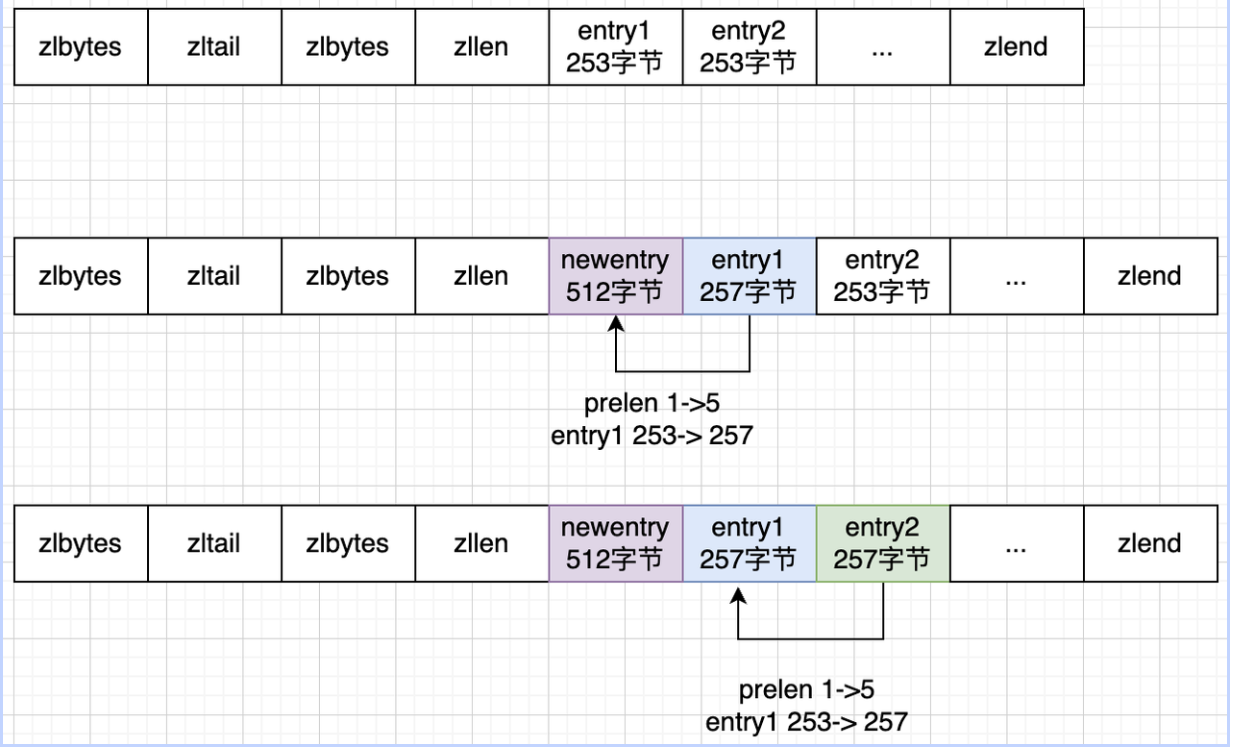 zlbytes zltail zlbytes zllen entry1 entry2 ... zlend
253字节 253字节
zlbytes zltail zlbytes zllen newentry entry1 entry2 ... zlend
512字节 257字节 253字节
prelen 1->5
entry1 253-> 257
zlbytes zltail zlbytes zllen newentry entry1 entry2 ... zlend
512字节 257字节 257字节
prelen 1->5
entry1 253-> 257